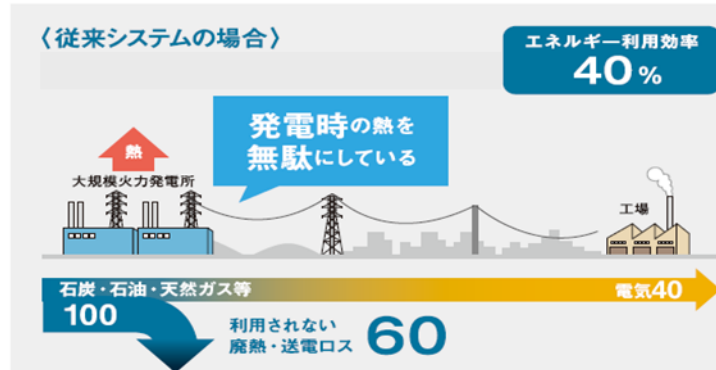 〈従来システムの場合〉
エネルギー利用効率
40%
発電時の熱を
無駄にしている
熱
大規模火力発電所
工場
石炭・石油・天然ガス等
100
電気40
利用されない
廃熱・送電ロス
60